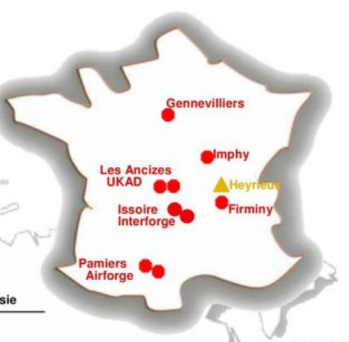 Gennevilliers
Imphy
Les Ancizes
UKAD
Heyrieux
Issoire
Interforge
Firminy
Pamiers
Airforge
sie